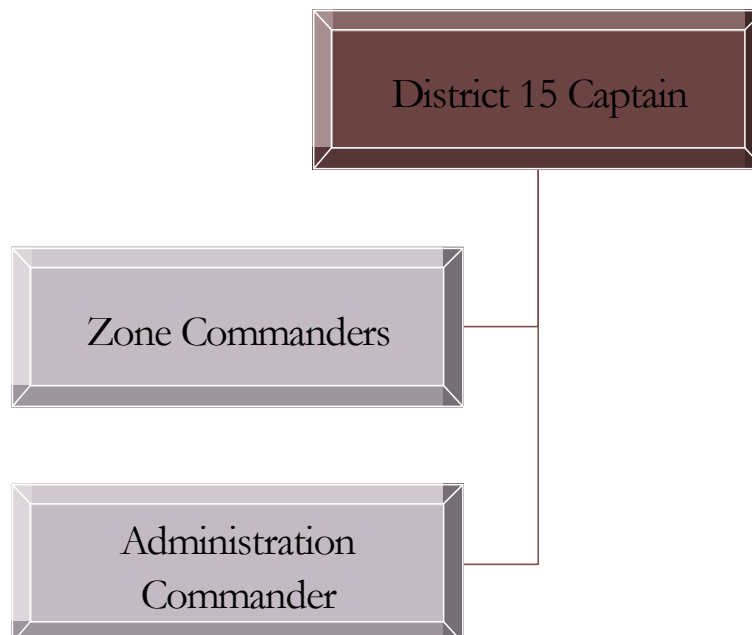 District 15 Captain
Zone Commanders
Administration
Commander